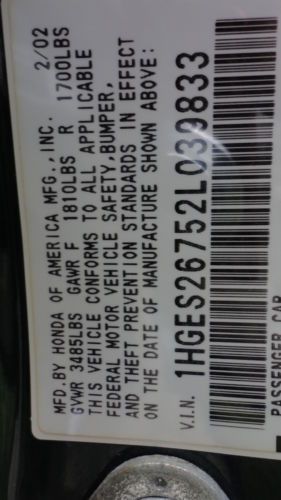 MFD.BY HONDA OF AMERICA MFG., INC. 2/02
GVWR 3485LBS GAWR F 1810LBS R 1700LBS
THIS VEHICLE CONFORMS TO ALL APPLICABLE
FEDERAL MOTOR VEHICLE SAFETY, BUMPER,
AND THEFT PREVENTION STANDARDS IN EFFECT
ON THE DATE OF MANUFACTURE SHOWN ABOVE:
V.I.N. 1HGES26752L039833
PASSENGER CAR